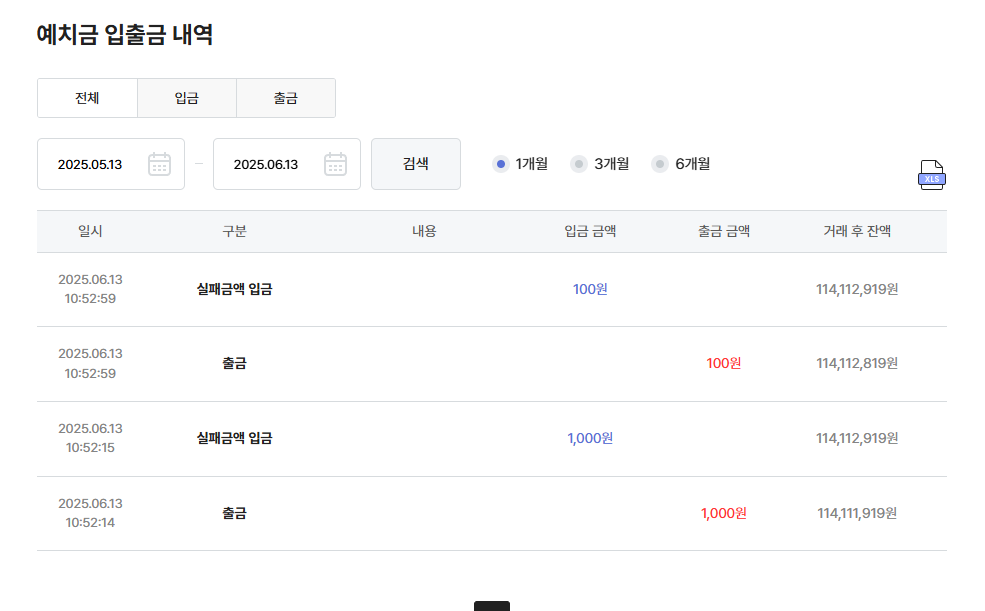 예치금 입출금 내역
전체 입금 출금
2025.05.13 – 2025.06.13 검색 1개월 3개월 6개월 XLS
일시 구분 내용 입금 금액 출금 금액 거래 후 잔액
2025.06.13
10:52:59
실패금액 입금 100원 114,112,919원
2025.06.13
10:52:59
출금 100원 114,112,819원
2025.06.13
10:52:15
실패금액 입금 1,000원 114,112,919원
2025.06.13
10:52:14
출금 1,000원 114,111,919원